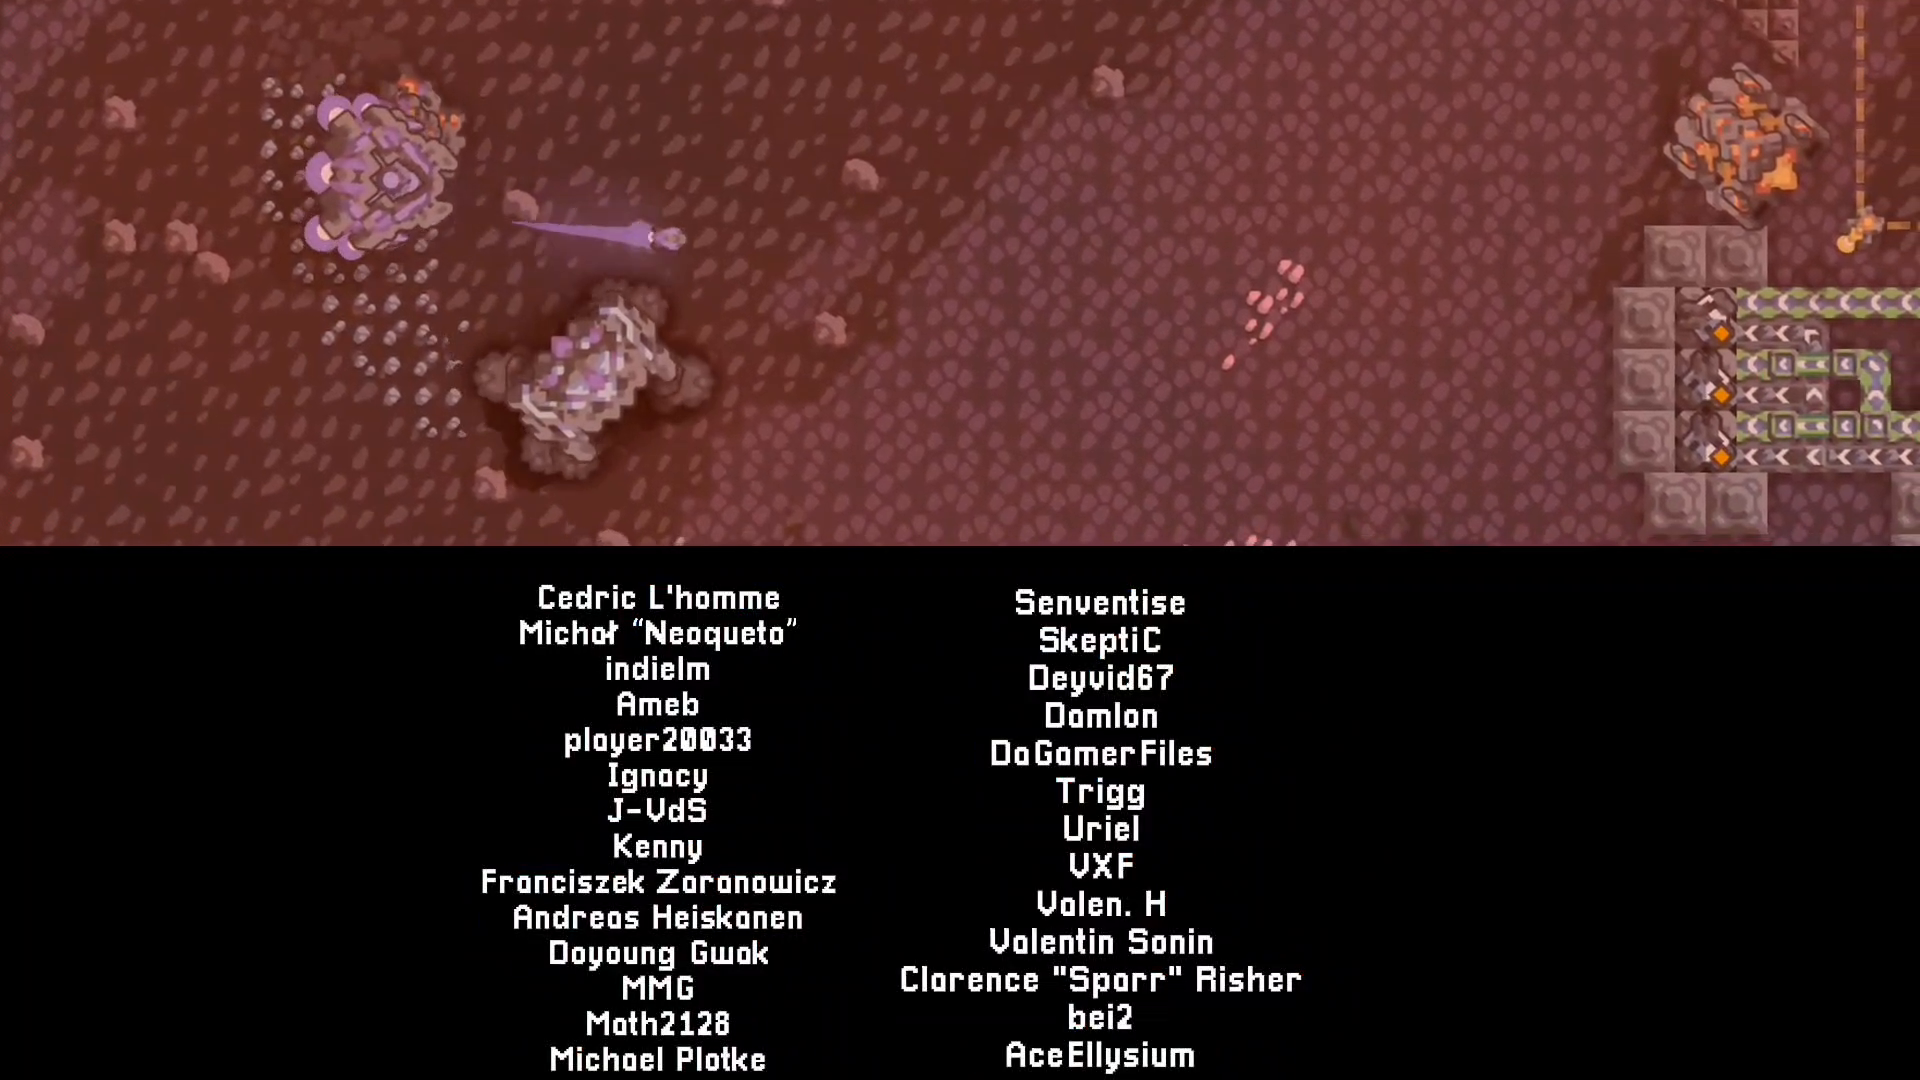 Cedric L'homme
Michał “Neoqueto”
indielm
Ameb
player20033
Ignacy
J-VdS
Kenny
Franciszek Zaranowicz
Andreas Heiskanen
Doyoung Gwak
MMG
Math2128
Michael Plotke
Senventise
SkeptiC
Deyvid67
Damlon
DaGamerFiles
Trigg
Uriel
VXF
Valen. H
Valentin Sonin
Clarence "Sparr" Risher
bei2
AceEllysium